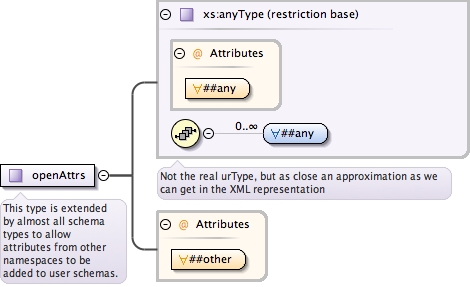 xs:anyType (restriction base)
@ Attributes
∀##any
0..∞
∀##any
Not the real urType, but as close an approximation as we
can get in the XML representation
openAttrs
This type is extended
by almost all schema
types to allow
attributes from other
namespaces to be
added to user schemas.
@ Attributes
∀##other